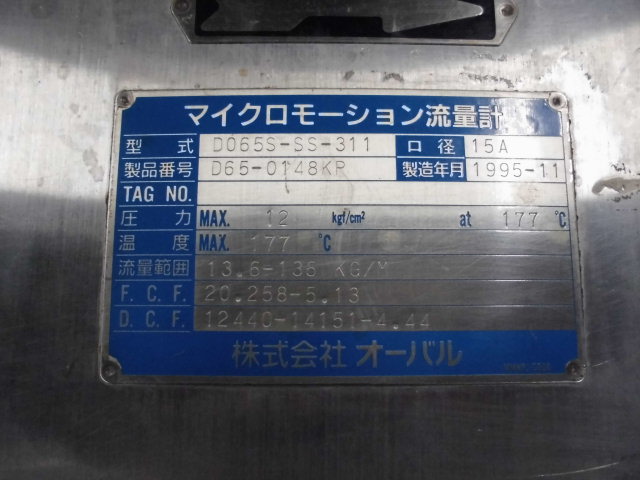 マイクロモーション流量計
型 式 D065S-SS-311 口 径 15A
製品番号 D65-0148KR 製造年月 1995-11
TAG NO.
圧 力 MAX. 12 kgf/cm² at 177 ℃
温 度 MAX. 177 ℃
流量範囲 13.6-136 KG/M
F. C. F. 20.258-5.13
D. C. F. 12440-14151-4.44
株式会社 オーバル